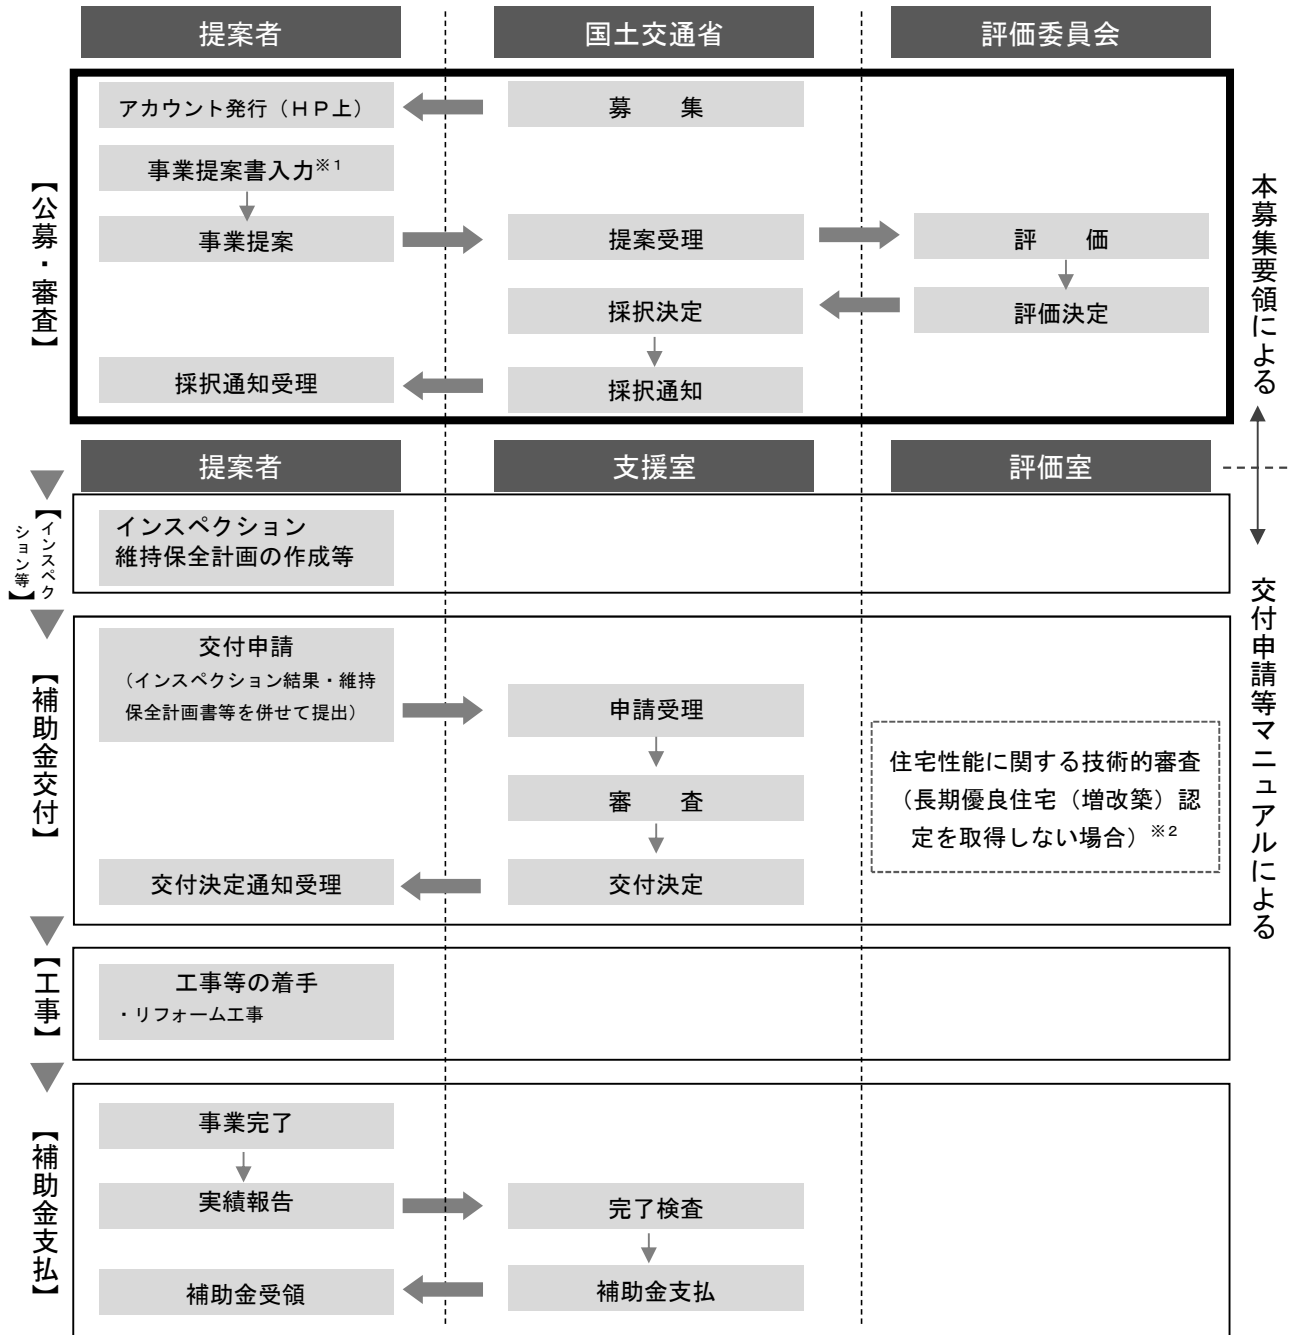 提案者
国土交通省
評価委員会
【公募・審査】
アカウント発行（ＨＰ上）
募　　集
事業提案書入力※1
事業提案
提案受理
評　　価
採択決定
評価決定
採択通知受理
採択通知
本募集要領による
提案者
支援室
評価室
【インスペク
ション等】
インスペクション
維持保全計画の作成等
【補助金交付】
交付申請
（インスペクション結果・維持
保全計画書等を併せて提出）
申請受理
審　　査
住宅性能に関する技術的審査
（長期優良住宅（増改築）認
定を取得しない場合）※2
交付決定通知受理
交付決定
交付申請等マニュアルによる
【工事】
工事等の着手
・リフォーム工事
【補助金支払】
事業完了
実績報告
完了検査
補助金受領
補助金支払